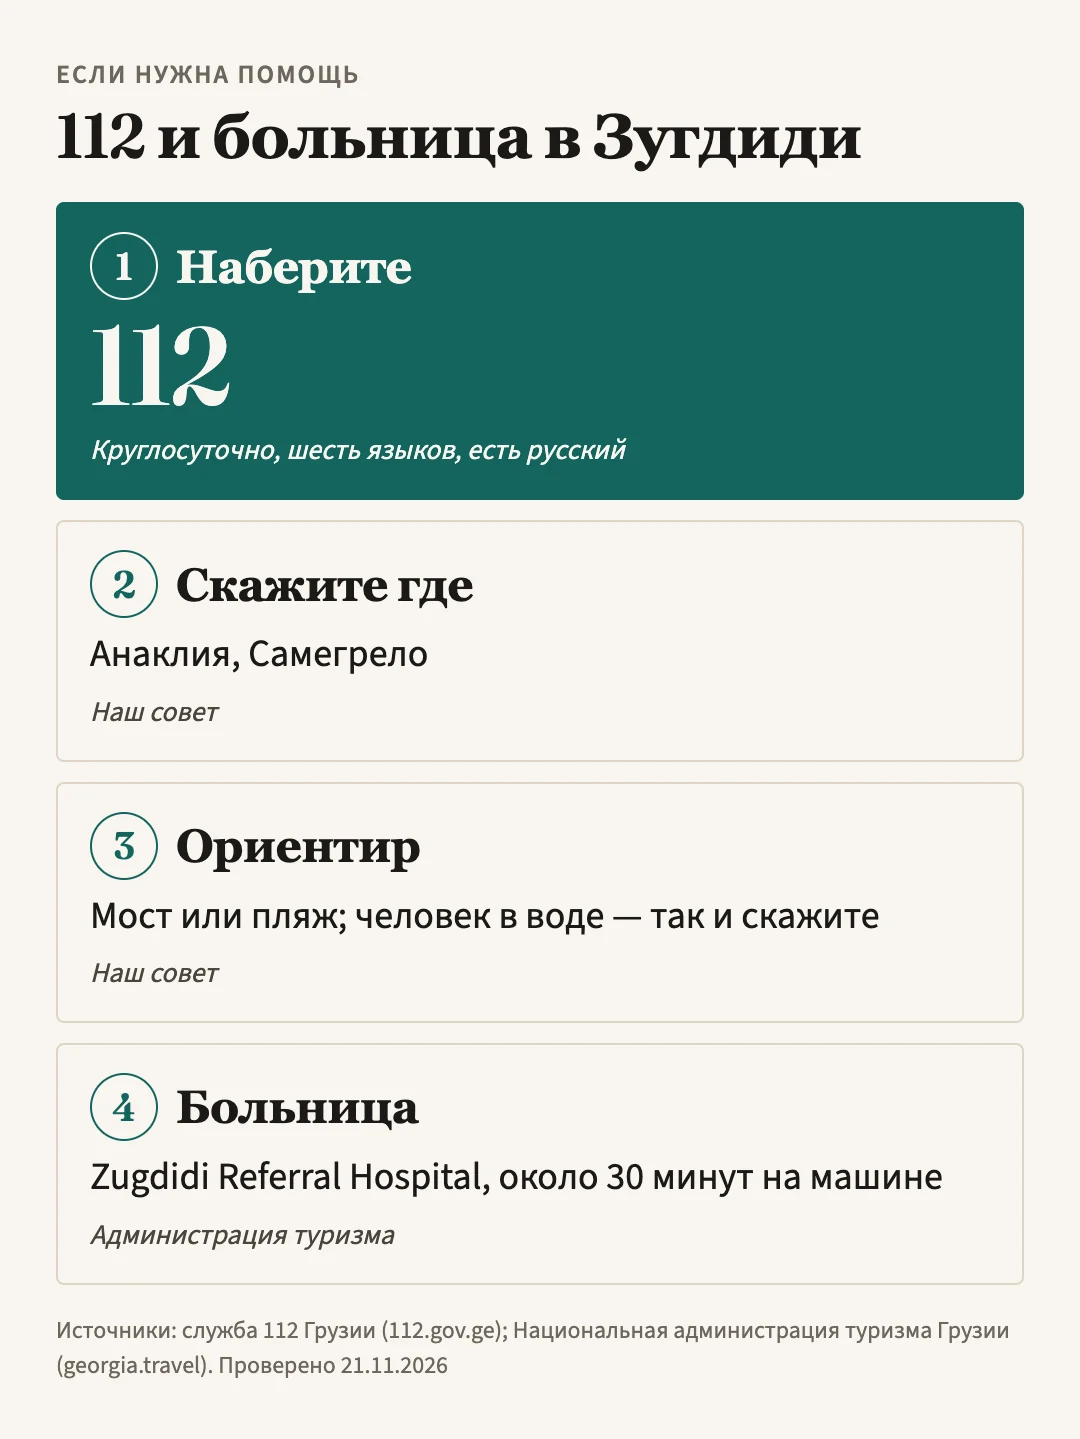 ЕСЛИ НУЖНА ПОМОЩЬ
112 и больница в Зугдиди
1 Наберите
112
Круглосуточно, шесть языков, есть русский
2 Скажите где
Анаклия, Самегрело
Наш совет
3 Ориентир
Мост или пляж; человек в воде — так и скажите
Наш совет
4 Больница
Zugdidi Referral Hospital, около 30 минут на машине
Администрация туризма
Источники: служба 112 Грузии (112.gov.ge); Национальная администрация туризма Грузии
(georgia.travel). Проверено 21.11.2026